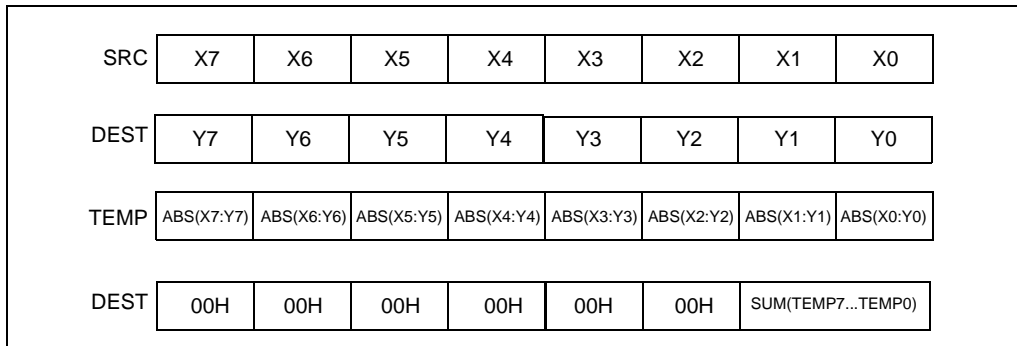 SRC X7 X6 X5 X4 X3 X2 X1 X0
DEST Y7 Y6 Y5 Y4 Y3 Y2 Y1 Y0
TEMP ABS(X7:Y7) ABS(X6:Y6) ABS(X5:Y5) ABS(X4:Y4) ABS(X3:Y3) ABS(X2:Y2) ABS(X1:Y1) ABS(X0:Y0)
DEST 00H 00H 00H 00H 00H 00H SUM(TEMP7...TEMP0)